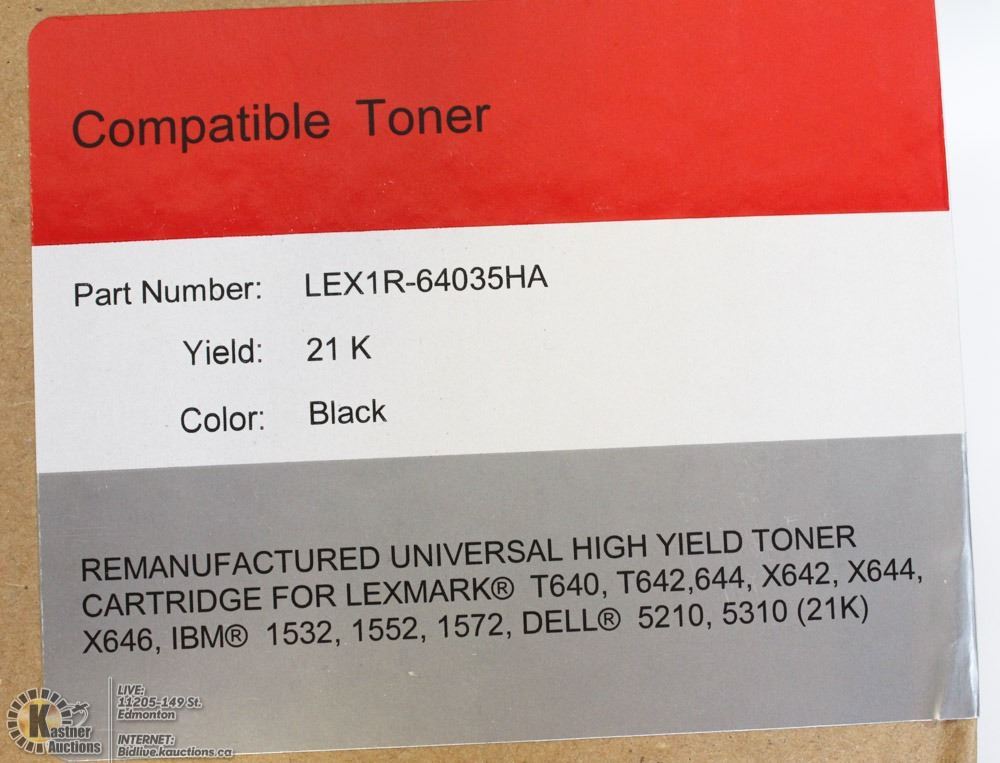 Compatible Toner
Part Number: LEX1R-64035HA
Yield: 21 K
Color: Black
REMANUFACTURED UNIVERSAL HIGH YIELD TONER
CARTRIDGE FOR LEXMARK® T640, T642,644, X642, X644,
X646, IBM® 1532, 1552, 1572, DELL® 5210, 5310 (21K)
Kastner
Auctions
LIVE:
11205-149 St.
Edmonton
INTERNET:
Bidlive.kauctions.ca